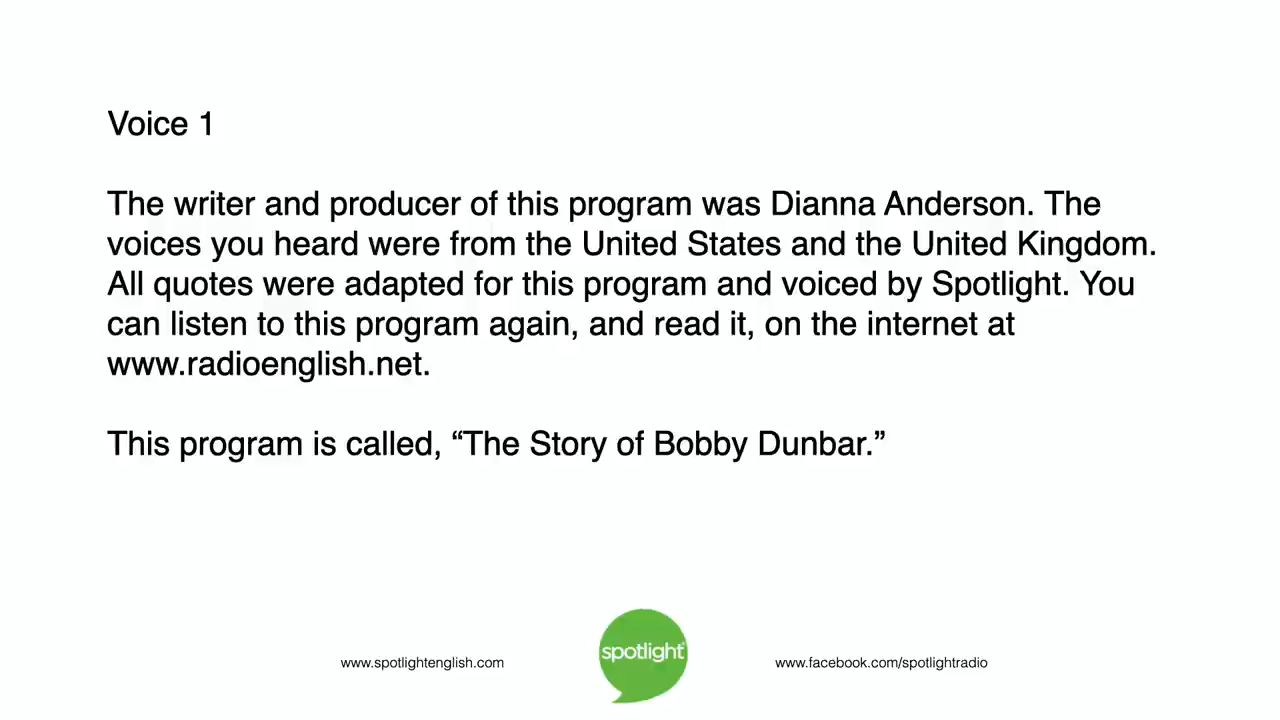 Voice 1
The writer and producer of this program was Dianna Anderson. The
voices you heard were from the United States and the United Kingdom.
All quotes were adapted for this program and voiced by Spotlight. You
can listen to this program again, and read it, on the internet at
www.radioenglish.net.
This program is called, “The Story of Bobby Dunbar.”
www.spotlightenglish.com
spotlight
www.facebook.com/spotlightradio